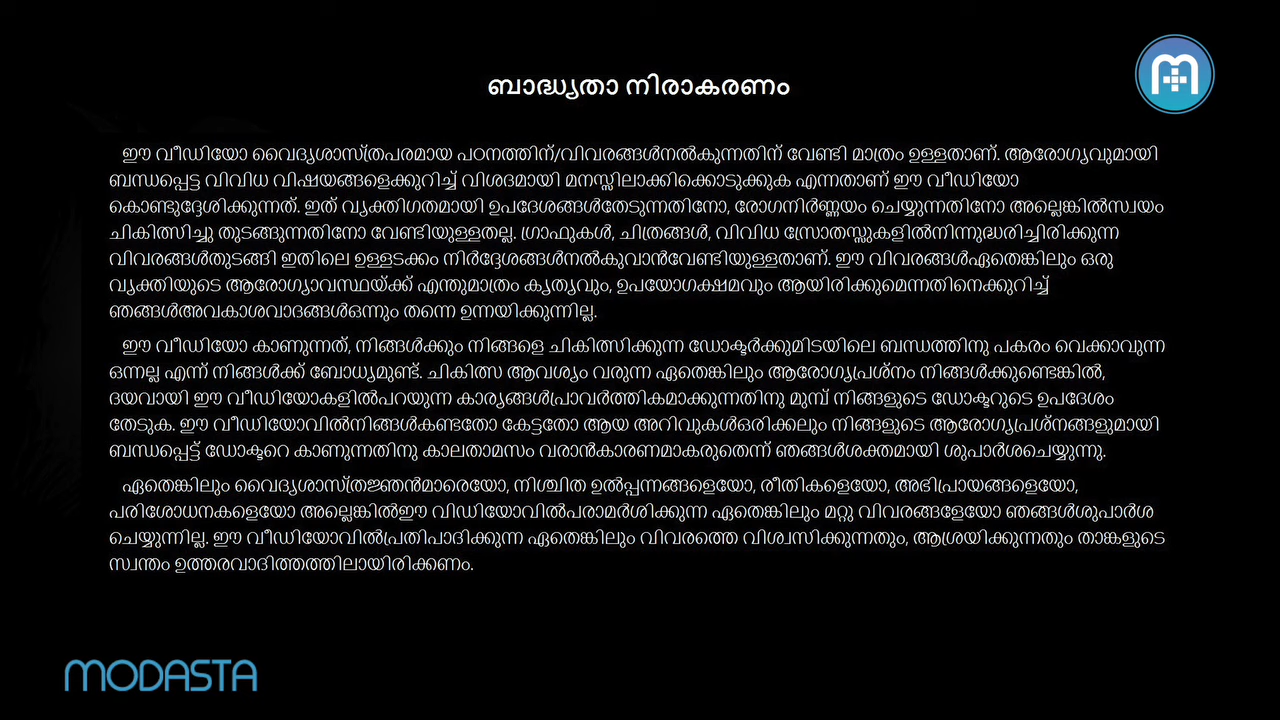 ബാദ്ധ്യതാ നിരാകരണം
ഈ വീഡിയോ വൈദ്യശാസ്ത്രപരമായ പഠനത്തിന്/വിവരങ്ങൾനൽകുന്നതിന് വേണ്ടി മാത്രം ഉള്ളതാണ്. ആരോഗ്യവുമായി
ബന്ധപ്പെട്ട വിവിധ വിഷയങ്ങളെക്കുറിച്ച് വിശദമായി മനസ്സിലാക്കിക്കൊടുക്കുക എന്നതാണ് ഈ വീഡിയോ
കൊണ്ടുദ്ദേശിക്കുന്നത്. ഇത് വ്യക്തിഗതമായി ഉപദേശങ്ങൾതേടുന്നതിനോ, രോഗനിർണ്ണയം ചെയ്യുന്നതിനോ അല്ലെങ്കിൽസ്വയം
ചികിത്സിച്ചു തുടങ്ങുന്നതിനോ വേണ്ടിയുള്ളതല്ല. ഗ്രാഫുകൾ, ചിത്രങ്ങൾ, വിവിധ സ്രോതസ്സുകളിൽനിന്നുദ്ധരിച്ചിരിക്കുന്ന
വിവരങ്ങൾതുടങ്ങി ഇതിലെ ഉള്ളടക്കം നിർദ്ദേശങ്ങൾനൽകുവാൻവേണ്ടിയുള്ളതാണ്. ഈ വിവരങ്ങൾഏതെങ്കിലും ഒരു
വ്യക്തിയുടെ ആരോഗ്യാവസ്ഥയ്ക്ക് എന്തുമാത്രം കൃത്യവും, ഉപയോഗക്ഷമവും ആയിരിക്കുമെന്നതിനെക്കുറിച്ച്
ഞങ്ങൾഅവകാശവാദങ്ങൾഒന്നും തന്നെ ഉന്നയിക്കുന്നില്ല.
ഈ വീഡിയോ കാണുന്നത്, നിങ്ങൾക്കും നിങ്ങളെ ചികിത്സിക്കുന്ന ഡോക്ടർക്കുമിടയിലെ ബന്ധത്തിനു പകരം വെക്കാവുന്ന
ഒന്നല്ല എന്ന് നിങ്ങൾക്ക് ബോധ്യമുണ്ട്. ചികിത്സ ആവശ്യം വരുന്ന ഏതെങ്കിലും ആരോഗ്യപ്രശ്നം നിങ്ങൾക്കുണ്ടെങ്കിൽ,
ദയവായി ഈ വീഡിയോകളിൽപറയുന്ന കാര്യങ്ങൾപ്രാവർത്തികമാക്കുന്നതിനു മുമ്പ് നിങ്ങളുടെ ഡോക്ടറുടെ ഉപദേശം
തേടുക. ഈ വീഡിയോവിൽനിങ്ങൾകണ്ടതോ കേട്ടതോ ആയ അറിവുകൾഒരിക്കലും നിങ്ങളുടെ ആരോഗ്യപ്രശ്നങ്ങളുമായി
ബന്ധപ്പെട്ട് ഡോക്ടറെ കാണുന്നതിനു കാലതാമസം വരാൻകാരണമാകരുതെന്ന് ഞങ്ങൾശക്തമായി ശുപാർശചെയ്യുന്നു.
ഏതെങ്കിലും വൈദ്യശാസ്ത്രജ്ഞൻമാരെയോ, നിശ്ചിത ഉൽപ്പന്നങ്ങളെയോ, രീതികളെയോ, അഭിപ്രായങ്ങളെയോ,
പരിശോധനകളെയോ അല്ലെങ്കിൽഈ വിഡിയോവിൽപരാമർശിക്കുന്ന ഏതെങ്കിലും മറ്റു വിവരങ്ങളേയോ ഞങ്ങൾശുപാർശ
ചെയ്യുന്നില്ല. ഈ വീഡിയോവിൽപ്രതിപാദിക്കുന്ന ഏതെങ്കിലും വിവരത്തെ വിശ്വസിക്കുന്നതും, ആശ്രയിക്കുന്നതും താങ്കളുടെ
സ്വന്തം ഉത്തരവാദിത്തത്തിലായിരിക്കണം.
MODASTA